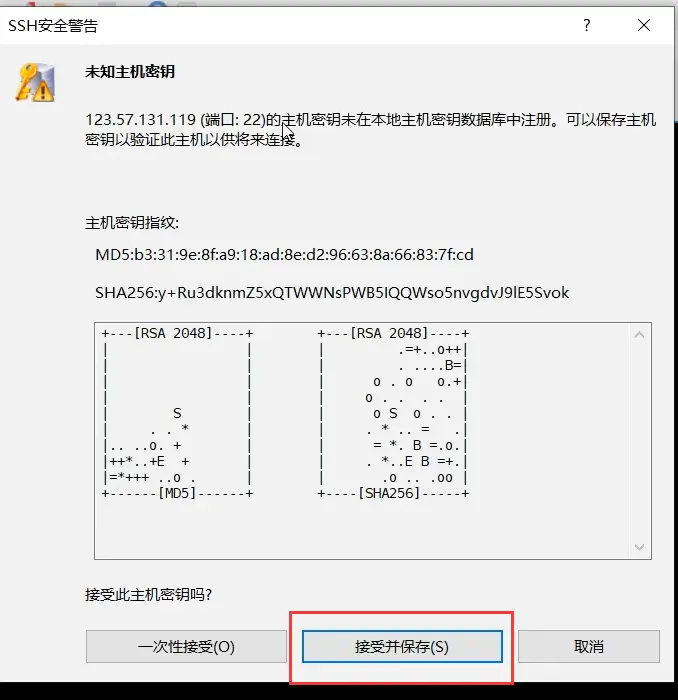 SSH安全警告
未知主机密钥
123.57.131.119 (端口: 22)的主机密钥未在本地主机密钥数据库中注册。可以保存主机
密钥以验证此主机以供将来连接。
主机密钥指纹:
MD5:b3:31:9e:8f:a9:18:ad:8e:d2:96:63:8a:66:83:7f:cd
SHA256:y+Ru3dknmZ5xQTWWNsPWB5IQQWso5nvgdvJ9lE5Svok
+---[RSA 2048]----+        +---[RSA 2048]----+
|                 |        |         .=+..o++|
|                 |        |         . ....B=|
|                 |        |      o . o   o.+|
|                 |        |     o . .  . .  |
|        S        |        |      o S  o . . |
|     . . *       |        |     . * .. =   .|
|.. ..o. +        |        |      = *. B =.o.|
|++*..+E  +       |        |     . *..E B =+.|
|=*+++ ..o .      |        |       .o .. .oo |
+------[MD5]------+        +----[SHA256]-----+
接受此主机密钥吗?
一次性接受(O) 接受并保存(S) 取消